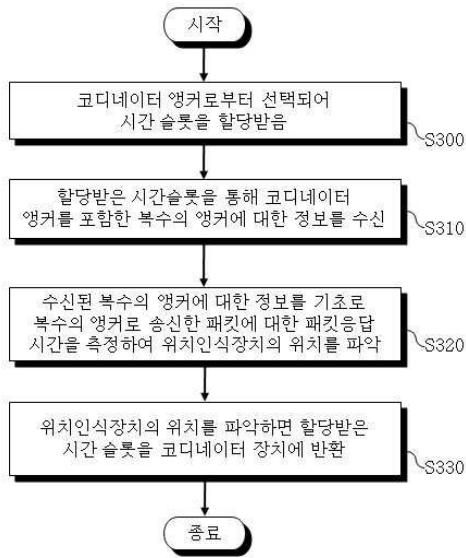 시작
코디네이터 앵커로부터 선택되어
시간 슬롯을 할당받음
S300
할당받은 시간슬롯을 통해 코디네이터
앵커를 포함한 복수의 앵커에 대한 정보를 수신
S310
수신된 복수의 앵커에 대한 정보를 기초로
복수의 앵커로 송신한 패킷에 대한 패킷응답
시간을 측정하여 위치인식장치의 위치를 파악
S320
위치인식장치의 위치를 파악하면 할당받은
시간 슬롯을 코디네이터 장치에 반환
S330
종료